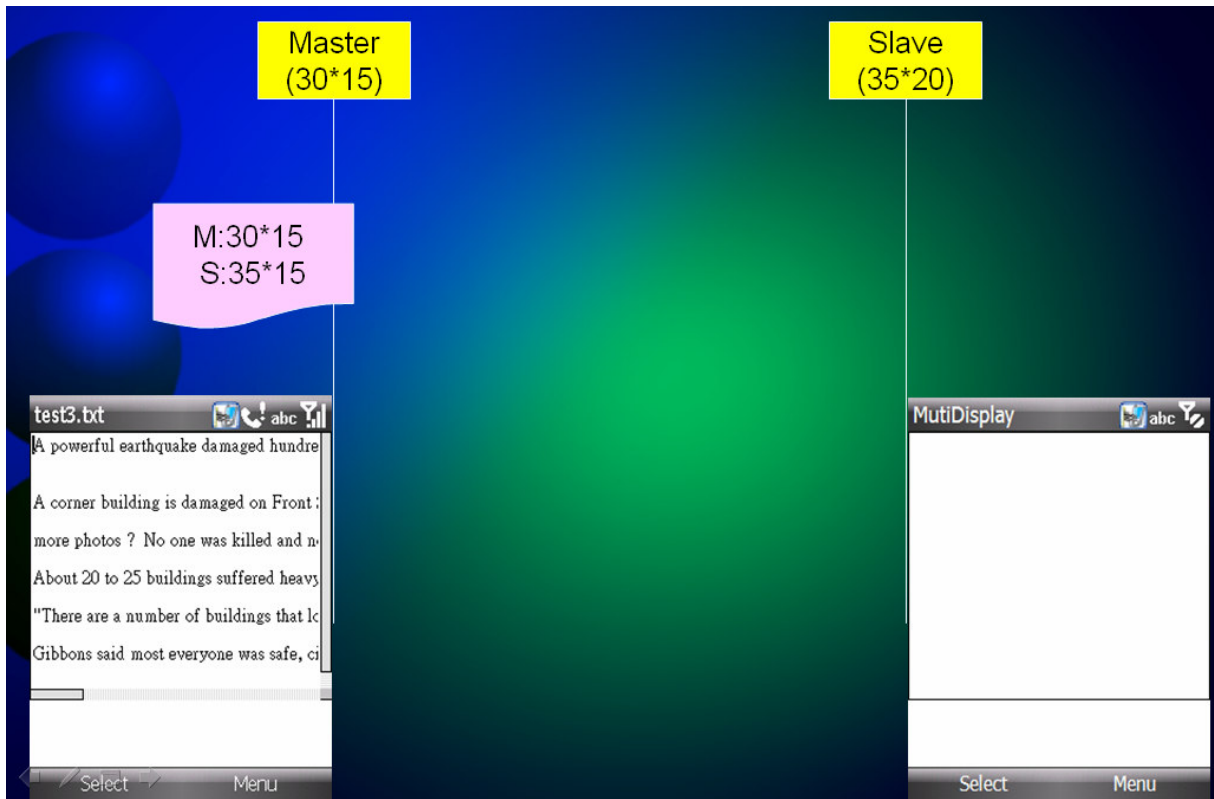 Master
(30*15)
Slave
(35*20)
M:30*15
S:35*15
test3.txt
abc
A powerful earthquake damaged hundre
A corner building is damaged on Front
more photos ? No one was killed and
About 20 to 25 buildings suffered heavy
"There are a number of buildings that
Gibbons said most everyone was safe, ci
Select Menu
MutiDisplay
abc
Select Menu